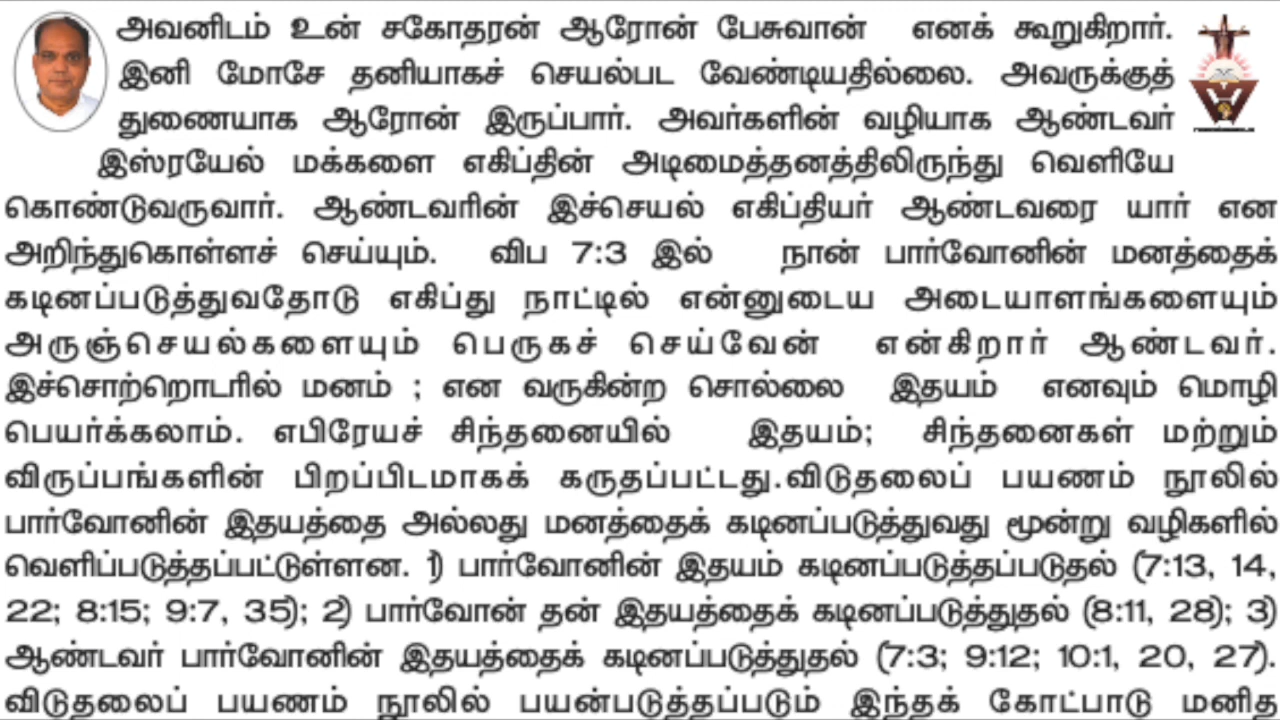 அவனிடம் உன் சகோதரன் ஆரோன் பேசுவான் எனக் கூறுகிறார்.
இனி மோசே தனியாகச் செயல்பட வேண்டியதில்லை. அவருக்குத்
துணையாக ஆரோன் இருப்பார். அவர்களின் வழியாக ஆண்டவர்
இஸ்ரயேல் மக்களை எகிப்தின் அடிமைத்தனத்திலிருந்து வெளியே
கொண்டுவருவார். ஆண்டவரின் இச்செயல் எகிப்தியர் ஆண்டவரை யார் என
அறிந்துகொள்ளச் செய்யும். விப 7:3 இல் நான் பார்வோனின் மனத்தைக்
கடினப்படுத்துவதோடு எகிப்து நாட்டில் என்னுடைய அடையாளங்களையும்
அருஞ்செயல்களையும் பெருகச் செய்வேன் என்கிறார் ஆண்டவர்.
இச்சொற்றொடரில் மனம் ; என வருகின்ற சொல்லை இதயம் எனவும் மொழி
பெயர்க்கலாம். எபிரேயச் சிந்தனையில் இதயம்; சிந்தனைகள் மற்றும்
விருப்பங்களின் பிறப்பிடமாகக் கருதப்பட்டது.விடுதலைப் பயணம் நூலில்
பார்வோனின் இதயத்தை அல்லது மனத்தைக் கடினப்படுத்துவது மூன்று வழிகளில்
வெளிப்படுத்தப்பட்டுள்ளன. 1) பார்வோனின் இதயம் கடினப்படுத்தப்படுதல் (7:13, 14,
22; 8:15; 9:7, 35); 2) பார்வோன் தன் இதயத்தைக் கடினப்படுத்துதல் (8:11, 28); 3)
ஆண்டவர் பார்வோனின் இதயத்தைக் கடினப்படுத்துதல் (7:3; 9:12; 10:1, 20, 27).
விடுதலைப் பயணம் நூலில் பயன்படுத்தப்படும் இந்தக் கோட்பாடு மனித